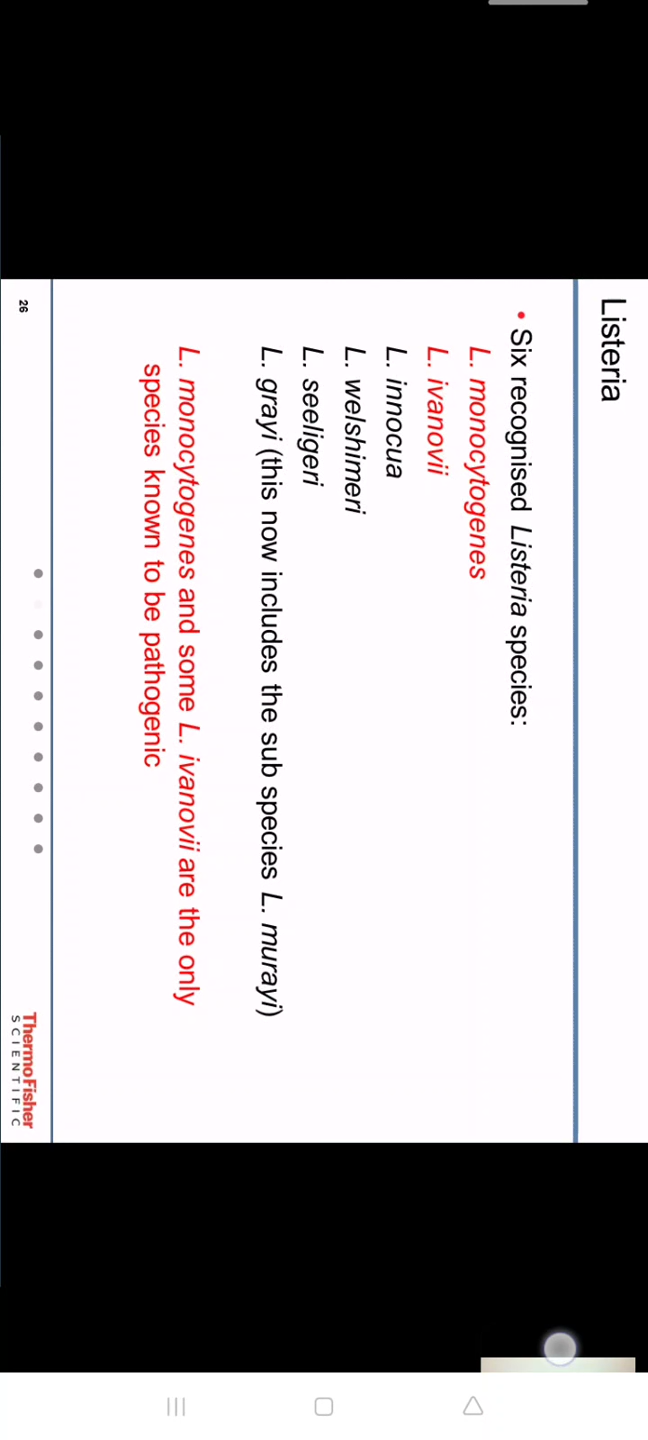 Listeria
• Six recognised Listeria species:
L. monocytogenes
L. ivanovii
L. innocua
L. welshimeri
L. seeligeri
L. grayi (this now includes the sub species L. murayi)
L. monocytogenes and some L. ivanovii are the only
species known to be pathogenic
26
ThermoFisher
SCIENTIFIC